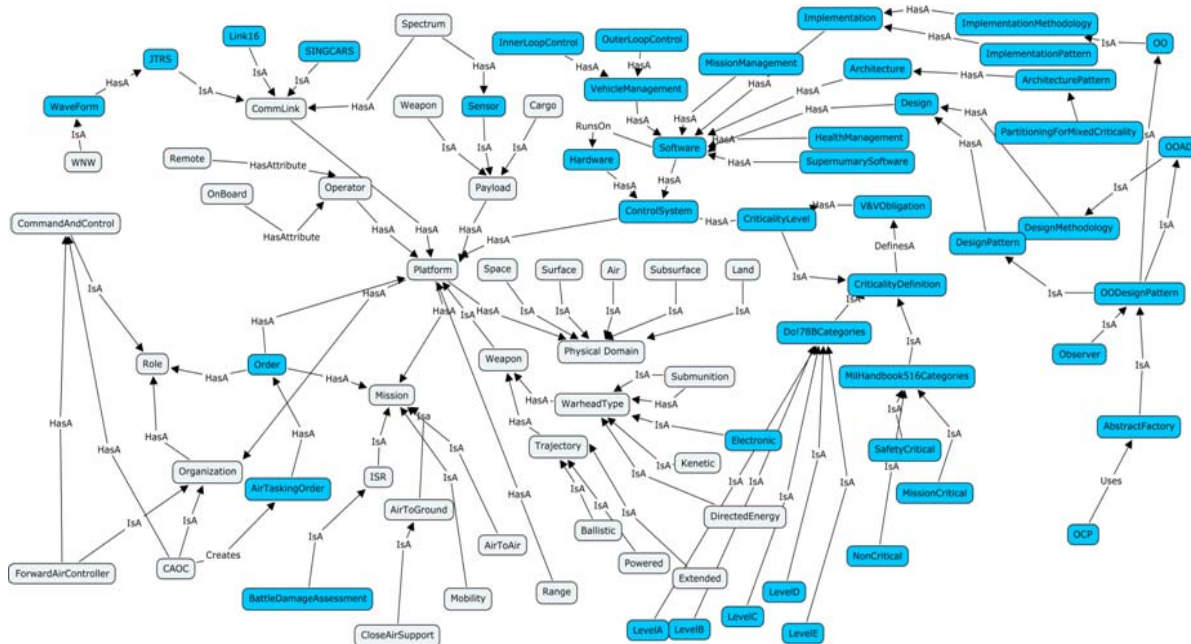 Spectrum
Implementation
HasA
ImplementationMethodology
Link16
InnerLoopControl
OuterLoopControl
IsA
OO
SINGCARS
HasA
ImplementationPattern
JTRS
IsA
HasA
HasA
MissionManagement
Architecture
HasA
IsA
IsA
HasA
HasA
HasA
ArchitecturePattern
HasA
WaveForm
Weapon
Sensor
Cargo
VehicleManagement
HasA
Design
HasA
CommLink
HasA
RunsOn
HasA
PartitioningForMixedCriticality
IsA
HealthManagement
HasA
IsA
WNW
Remote
HasAttribute
IsA
IsA
IsA
Hardware
Software
HasA
SupernumarySoftware
OOAD
HasA
HasA
IsA
OnBoard
Operator
Payload
HasA
V&VObligation
CommandAndControl
ControlSystem
HasA
CriticalityLevel
DesignMethodology
HasAttribute
HasA
HasA
HasA
HasA
DefinesA
DesignPattern
IsA
Platform
Space
Surface
Air
Subsurface
Land
IsA
IsA
HasA
CriticalityDefinition
IsA
OODesignPattern
HasA
HasA
HasA
IsA
HasA
IsA
IsA
IsA
IsA
IsA
IsA
Do!78BCategories
Role
HasA
Order
Weapon
Physical Domain
Observer
IsA
HasA
IsA
Submunition
IsA
MilHandbook516Categories
Mission
HasA
WarheadType
HasA
IsA
HasA
HasA
HasA
Isa
HasA
IsA
Electronic
IsA
AbstractFactory
HasA
Trajectory
SafetyCritical
Organization
IsA
ISR
IsA
IsA
Kenetic
IsA
IsA
Uses
AirTaskingOrder
HasA
IsA
MissionCritical
AirToGround
IsA
IsA
IsA
IsA
DirectedEnergy
IsA
IsA
IsA
IsA
Creates
Ballistic
OCP
IsA
AirToAir
NonCritical
ForwardAirController
CAOC
IsA
IsA
Powered
Extended
IsA
IsA
BattleDamageAssessment
Mobility
Range
LevelD
LevelC
CloseAirSupport
LevelA
LevelB
LevelE